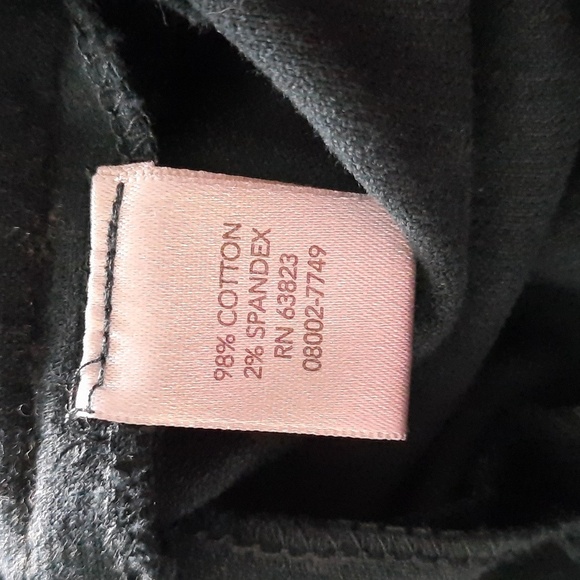 98% COTTON
2% SPANDEX
RN 63823
08002-7749